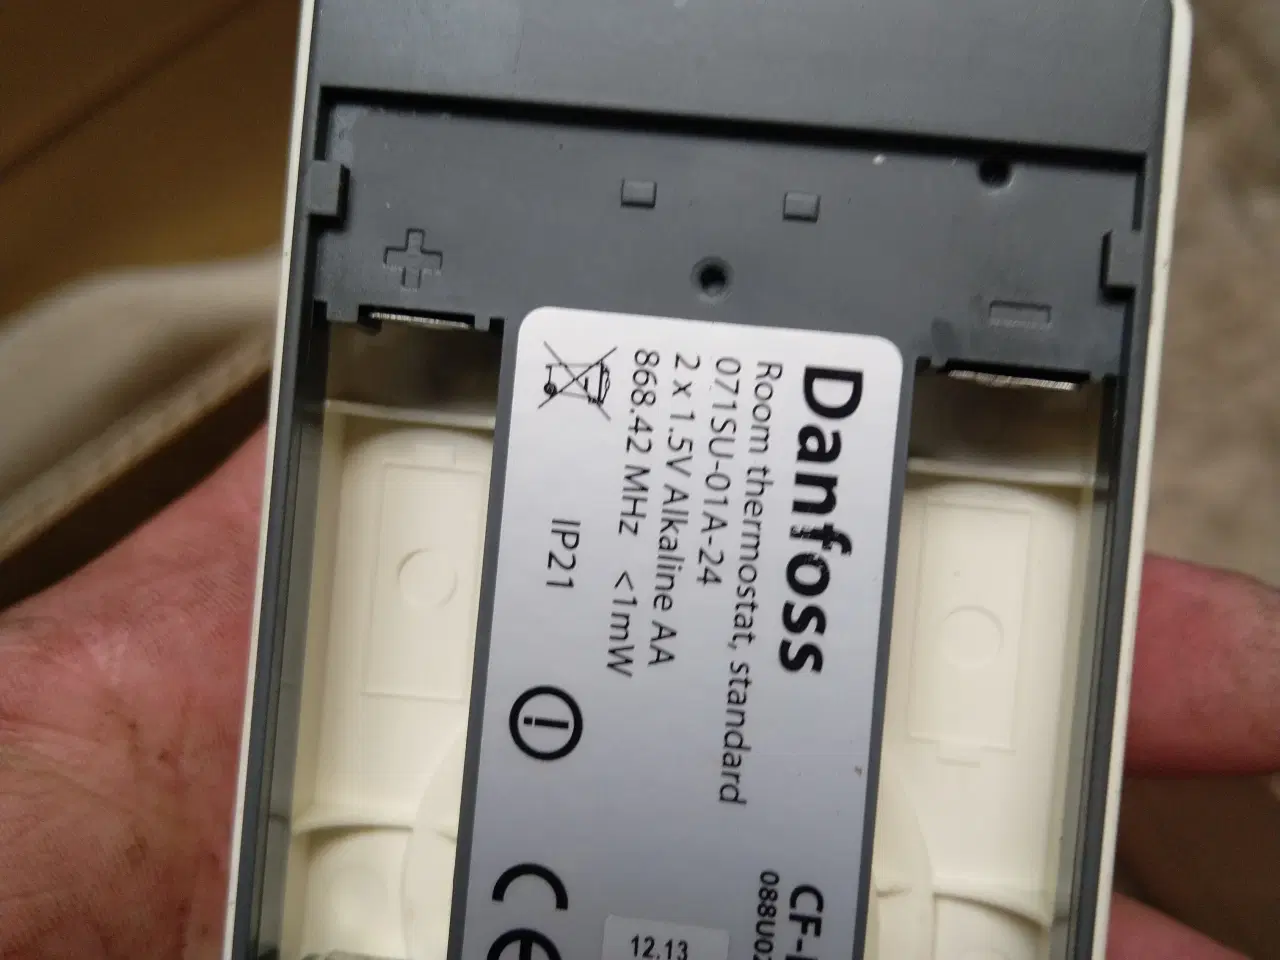 Danfoss
Room thermostat, standard
071SU-01A-24
2 x 1.5V Alkaline AA
868.42 MHz <1mW
IP21
CE
12.13